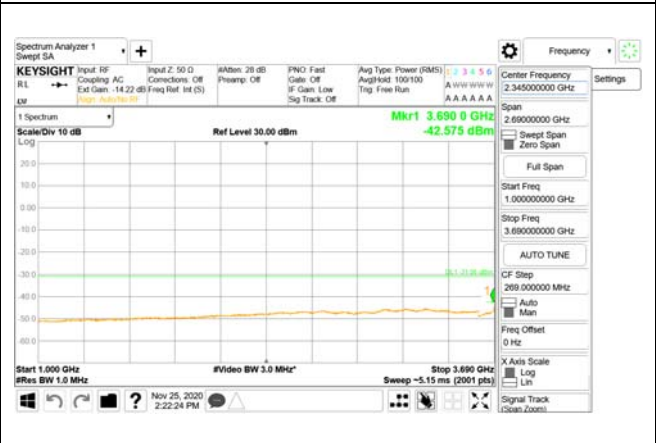 Spectrum Analyzer 1
Swept SA
Frequency
KEYSIGHT
RL
Input: RF
Coupling: AC
Ext Gain: -14.22 dB
Align: Auto/No RF
Input Z: 50 Ω
Corrections: Off
Freq Ref: Int (S)
#Atten: 28 dB
Preamp: Off
PNO: Fast
Gate: Off
IF Gain: Low
Sig Track: Off
Avg Type: Power (RMS)
Avg|Hold: 100/100
Trig: Free Run
1 2 3 4 5 6
A W W W W W
A A A A A A
1 Spectrum
Mkr1 3.690 0 GHz
Scale/Div 10 dB
Ref Level 30.00 dBm
-42.575 dBm
Log
20.0
10.0
0.00
-10.0
-20.0
-30.0
-40.0
-50.0
-60.0
1
Start 1.000 GHz
#Video BW 3.0 MHz*
Stop 3.690 GHz
#Res BW 1.0 MHz
Sweep ~5.15 ms (2001 pts)
Nov 25, 2020
2:22:24 PM
Center Frequency
2.345000000 GHz
Settings
Span
2.69000000 GHz
Swept Span
Zero Span
Full Span
Start Freq
1.000000000 GHz
Stop Freq
3.690000000 GHz
AUTO TUNE
CF Step
269.000000 MHz
Auto
Man
Freq Offset
0 Hz
X Axis Scale
Log
Lin
Signal Track
(Span Zoom)